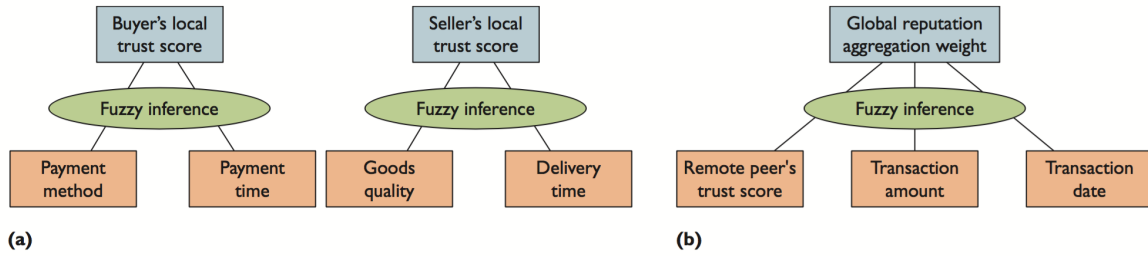 Buyer's local
trust score
Seller's local
trust score
Global reputation
aggregation weight
Fuzzy inference
Fuzzy inference
Fuzzy inference
Payment
method
Payment
time
Goods
quality
Delivery
time
Remote peer's
trust score
Transaction
amount
Transaction
date
(a)
(b)